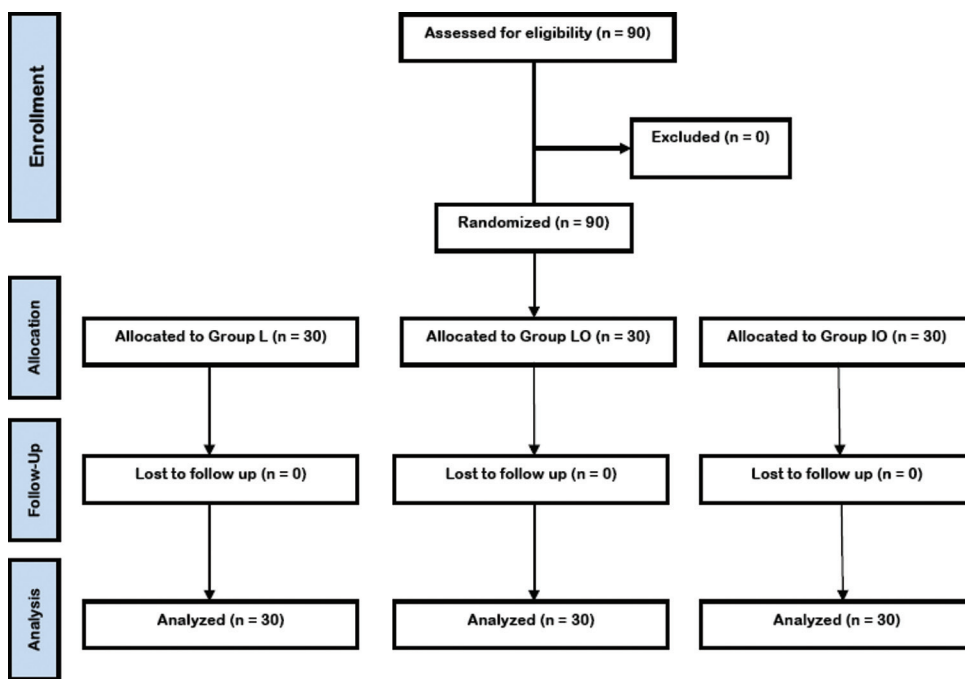 Enrollment
Assessed for eligibility (n = 90)
Excluded (n = 0)
Randomized (n = 90)
Allocation
Allocated to Group L (n = 30)
Allocated to Group LO (n = 30)
Allocated to Group IO (n = 30)
Follow-Up
Lost to follow up (n = 0)
Lost to follow up (n = 0)
Lost to follow up (n = 0)
Analysis
Analyzed (n = 30)
Analyzed (n = 30)
Analyzed (n = 30)